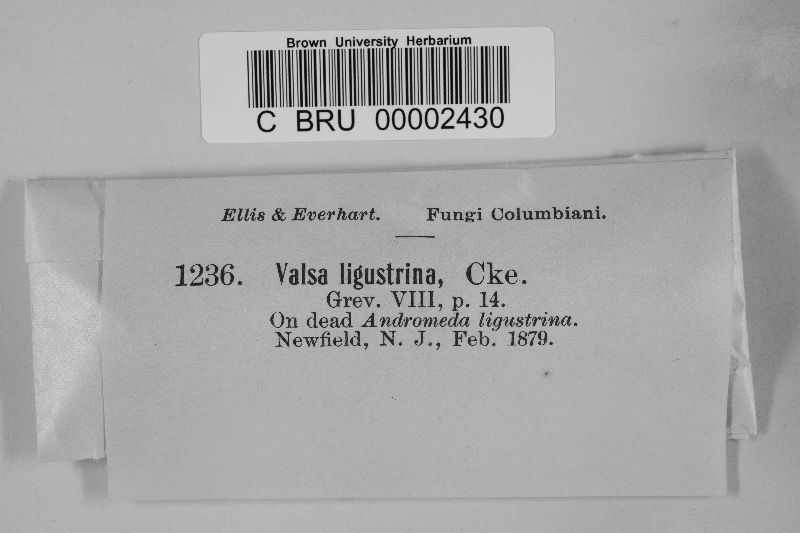 Brown University Herbarium
C BRU 00002430
Ellis & Everhart. Fungi Columbiani.
1236. Valsa ligustrina, Cke.
Grev. VIII, p. 14.
On dead Andromeda ligustrina.
Newfield, N. J., Feb. 1879.